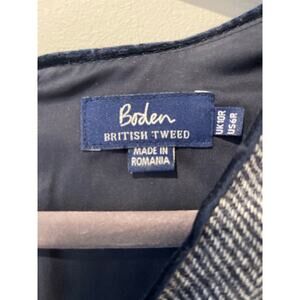 Boden
BRITISH TWEED
MADE IN
ROMANIA
UK10R
US6R